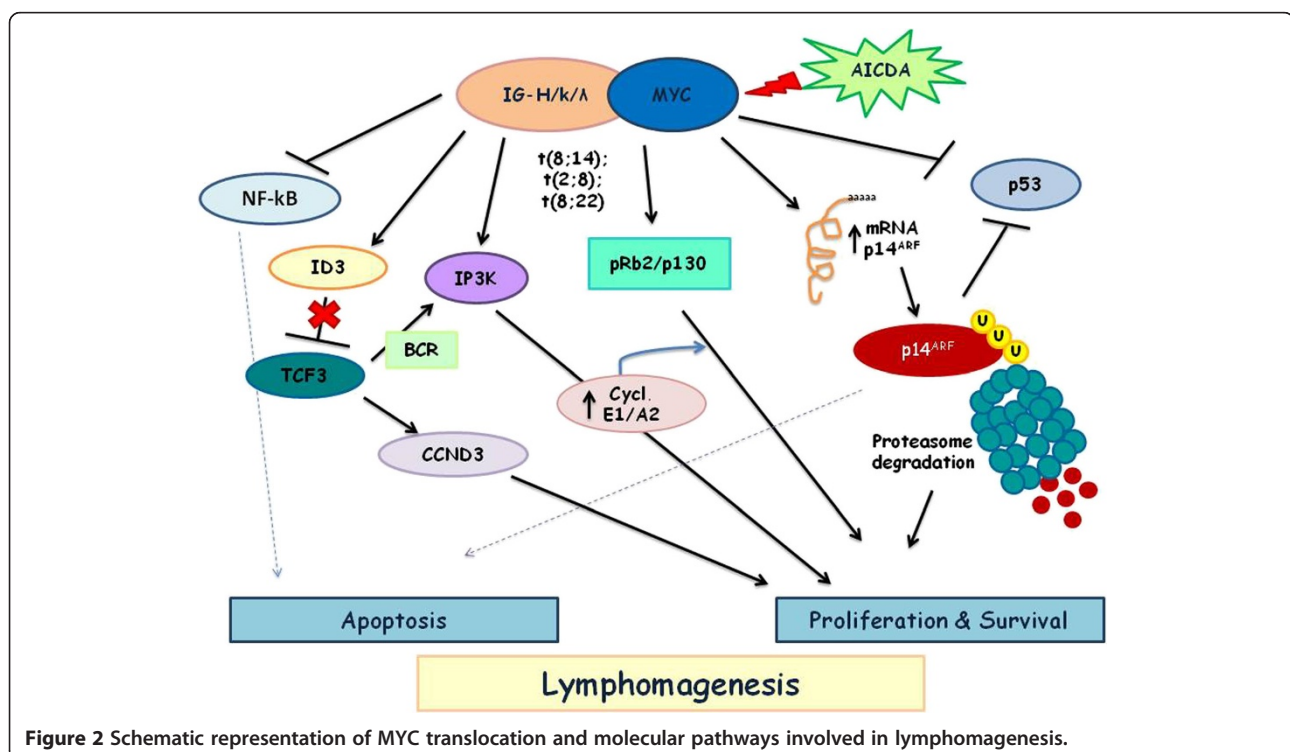 AICDA
IG-H/k/λ
MYC
t(8;14);
t(2;8);
t(8;22)
NF-kB
p53
aaaaa
mRNA
p14ᴬᴿᶠ
ID3
IP3K
pRb2/p130
BCR
TCF3
U
U
U
p14ᴬᴿᶠ
Cycl.
E1/A2
CCND3
Proteasome
degradation
Apoptosis
Proliferation & Survival
Lymphomagenesis
Figure 2 Schematic representation of MYC translocation and molecular pathways involved in lymphomagenesis.